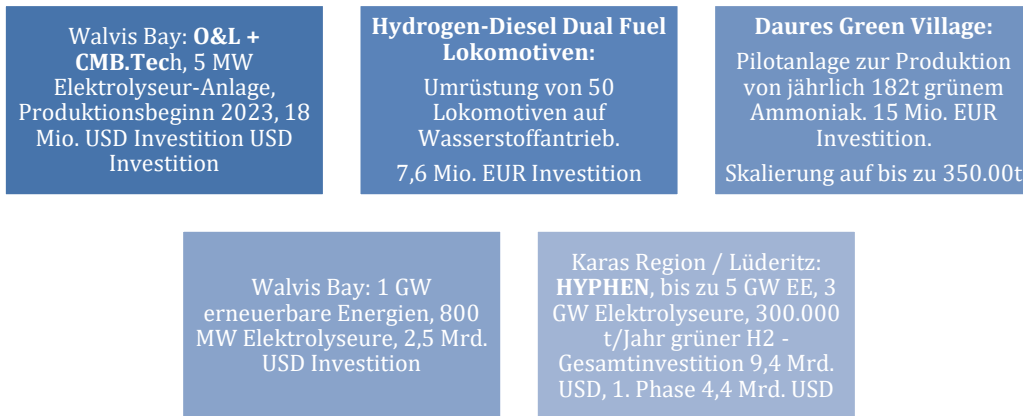 Walvis Bay: O&L +
CMB.Tech, 5 MW
Elektrolyseur-Anlage,
Produktionsbeginn 2023, 18
Mio. USD Investition USD
Investition
Hydrogen-Diesel Dual Fuel
Lokomotiven:
Umrüstung von 50
Lokomotiven auf
Wasserstoffantrieb.
7,6 Mio. EUR Investition
Daures Green Village:
Pilotanlage zur Produktion
von jährlich 182t grünem
Ammoniak. 15 Mio. EUR
Investition.
Skalierung auf bis zu 350.00t
Walvis Bay: 1 GW
erneuerbare Energien, 800
MW Elektrolyseure, 2,5 Mrd.
USD Investition
Karas Region / Lüderitz:
HYPHEN, bis zu 5 GW EE, 3
GW Elektrolyseure, 300.000
t/Jahr grüner H2 -
Gesamtinvestition 9,4 Mrd.
USD, 1. Phase 4,4 Mrd. USD